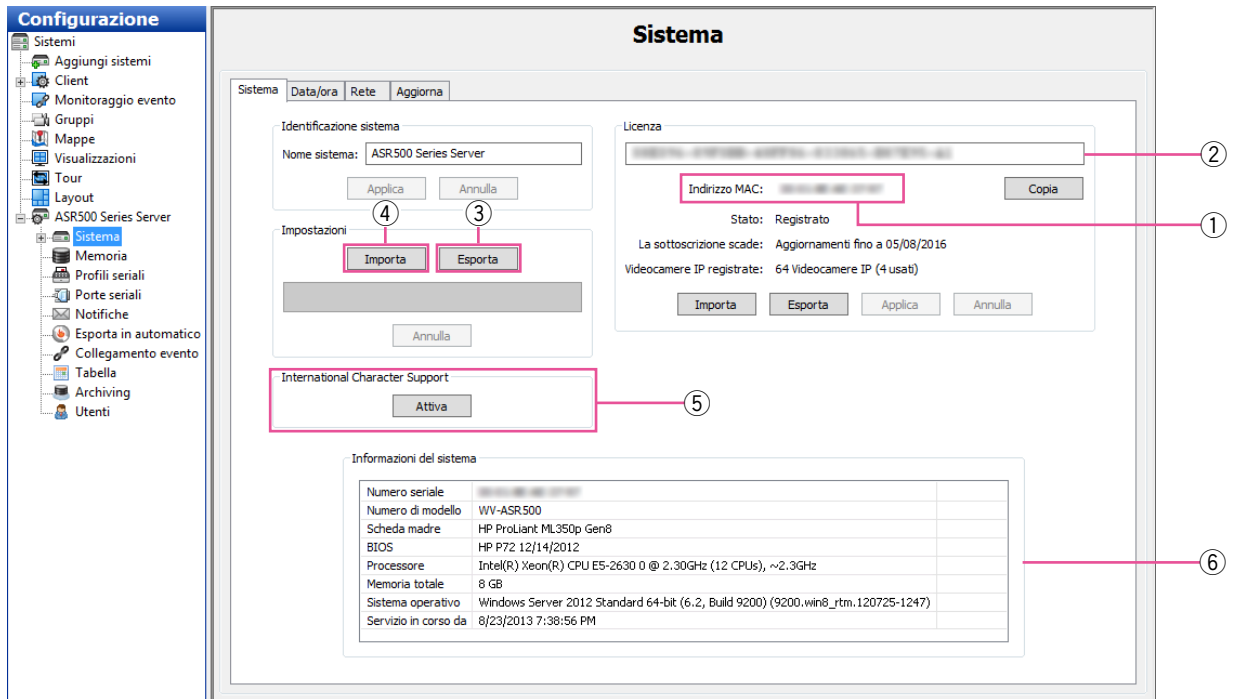 Configurazione
Sistemi
Aggiungi sistemi
Client
Monitoraggio evento
Gruppi
Mappe
Visualizzazioni
Tour
Layout
ASR500 Series Server
Sistema
Memoria
Profili seriali
Porte seriali
Notifiche
Esporta in automatico
Collegamento evento
Tabella
Archiving
Utenti
Sistema
Sistema Data/ora Rete Aggiorna
Identificazione sistema
Nome sistema: ASR500 Series Server
Applica Annulla
④ ③
Impostazioni
Importa Esporta
Annulla
International Character Support
Attiva
⑤
Licenza
②
Indirizzo MAC:
Copia
①
Stato: Registrato
La sottoscrizione scade: Aggiornamenti fino a 05/08/2016
Videocamere IP registrate: 64 Videocamere IP (4 usati)
Importa Esporta Applica Annulla
Informazioni del sistema
Numero seriale
Numero di modello WV-ASR500
Scheda madre HP ProLiant ML350p Gen8
BIOS HP P72 12/14/2012
Processore Intel(R) Xeon(R) CPU E5-2630 0 @ 2.30GHz (12 CPUs), ~2.3GHz
Memoria totale 8 GB
Sistema operativo Windows Server 2012 Standard 64-bit (6.2, Build 9200) (9200.win8_rtm.120725-1247)
Servizio in corso da 8/23/2013 7:38:56 PM
⑥